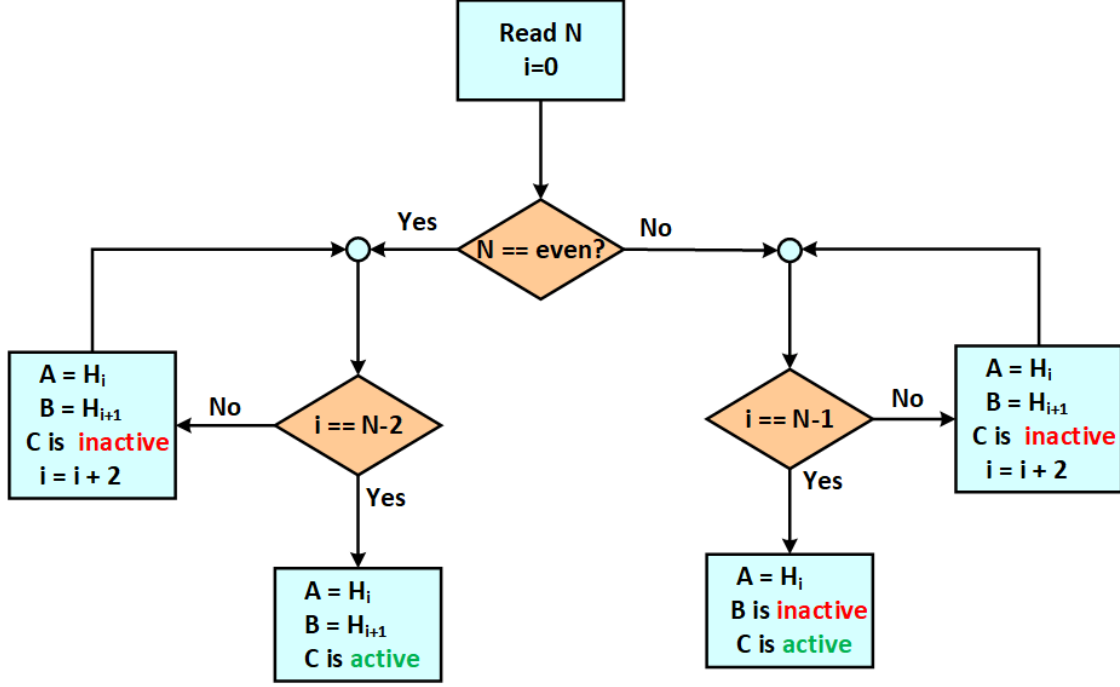 Read N
i=0
Yes
N == even?
No
A = Hi
B = Hi+1
C is inactive
i = i + 2
No
i == N-2
Yes
i == N-1
No
Yes
A = Hi
B = Hi+1
C is inactive
i = i + 2
A = Hi
B = Hi+1
C is active
A = Hi
B is inactive
C is active